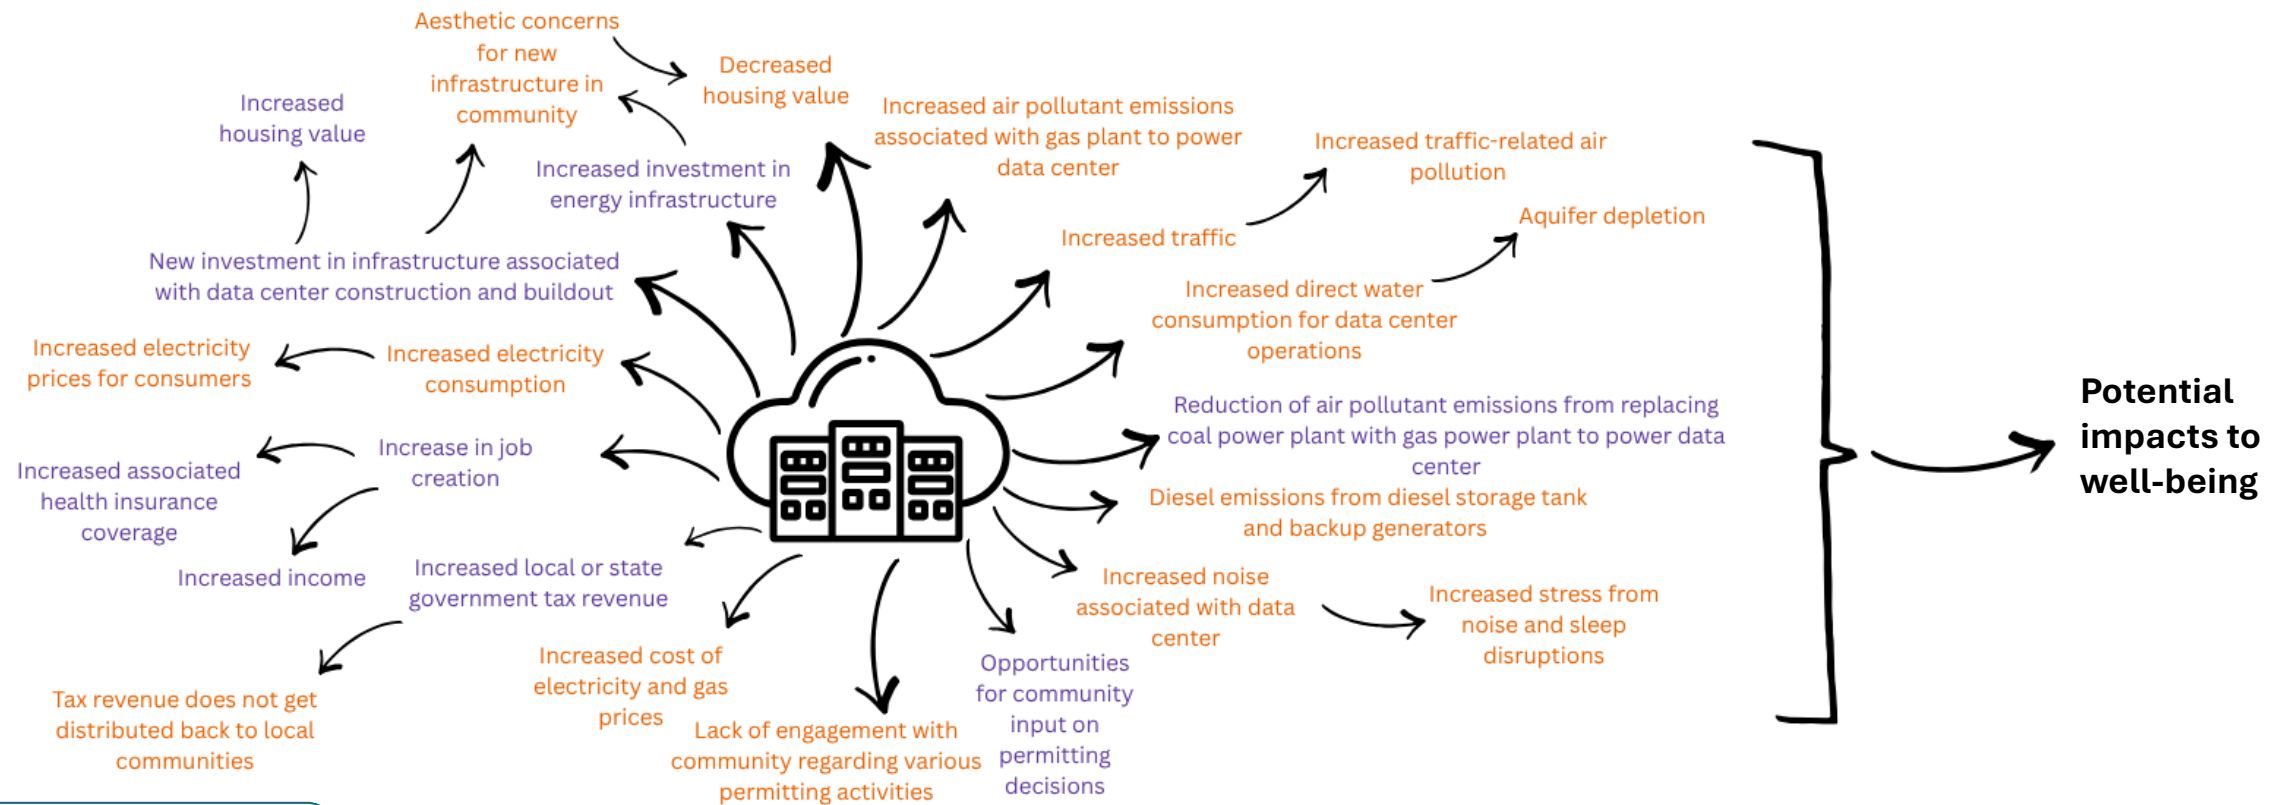 Aesthetic concerns
for new
infrastructure in
community
Decreased
housing value
Increased
housing value
Increased air pollutant emissions
associated with gas plant to power
data center
Increased traffic-related air
pollution
Increased investment in
energy infrastructure
Aquifer depletion
Increased traffic
New investment in infrastructure associated
with data center construction and buildout
Increased direct water
consumption for data center
operations
Increased electricity
prices for consumers
Increased electricity
consumption
Reduction of air pollutant emissions from replacing
coal power plant with gas power plant to power data
center
Potential
impacts to
well-being
Increase in job
creation
Increased associated
health insurance
coverage
Diesel emissions from diesel storage tank
and backup generators
Increased income
Increased local or state
government tax revenue
Increased noise
associated with data
center
Increased stress from
noise and sleep
disruptions
Increased cost of
electricity and gas
prices
Opportunities
for community
input on
permitting
decisions
Tax revenue does not get
distributed back to local
communities
Lack of engagement with
community regarding various
permitting activities